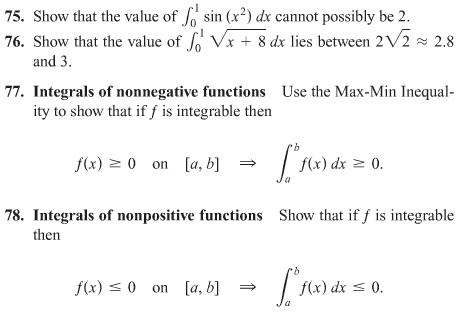 75. Show that the value of ∫₀¹ sin (x²) dx cannot possibly be 2.
76. Show that the value of ∫₀¹ √(x + 8) dx lies between 2√2 ≈ 2.8
and 3.
77. Integrals of nonnegative functions Use the Max-Min Inequal-
ity to show that if f is integrable then
f(x) ≥ 0 on [a, b] ⇒ ∫ₐᵇ f(x) dx ≥ 0.
78. Integrals of nonpositive functions Show that if f is integrable
then
f(x) ≤ 0 on [a, b] ⇒ ∫ₐᵇ f(x) dx ≤ 0.